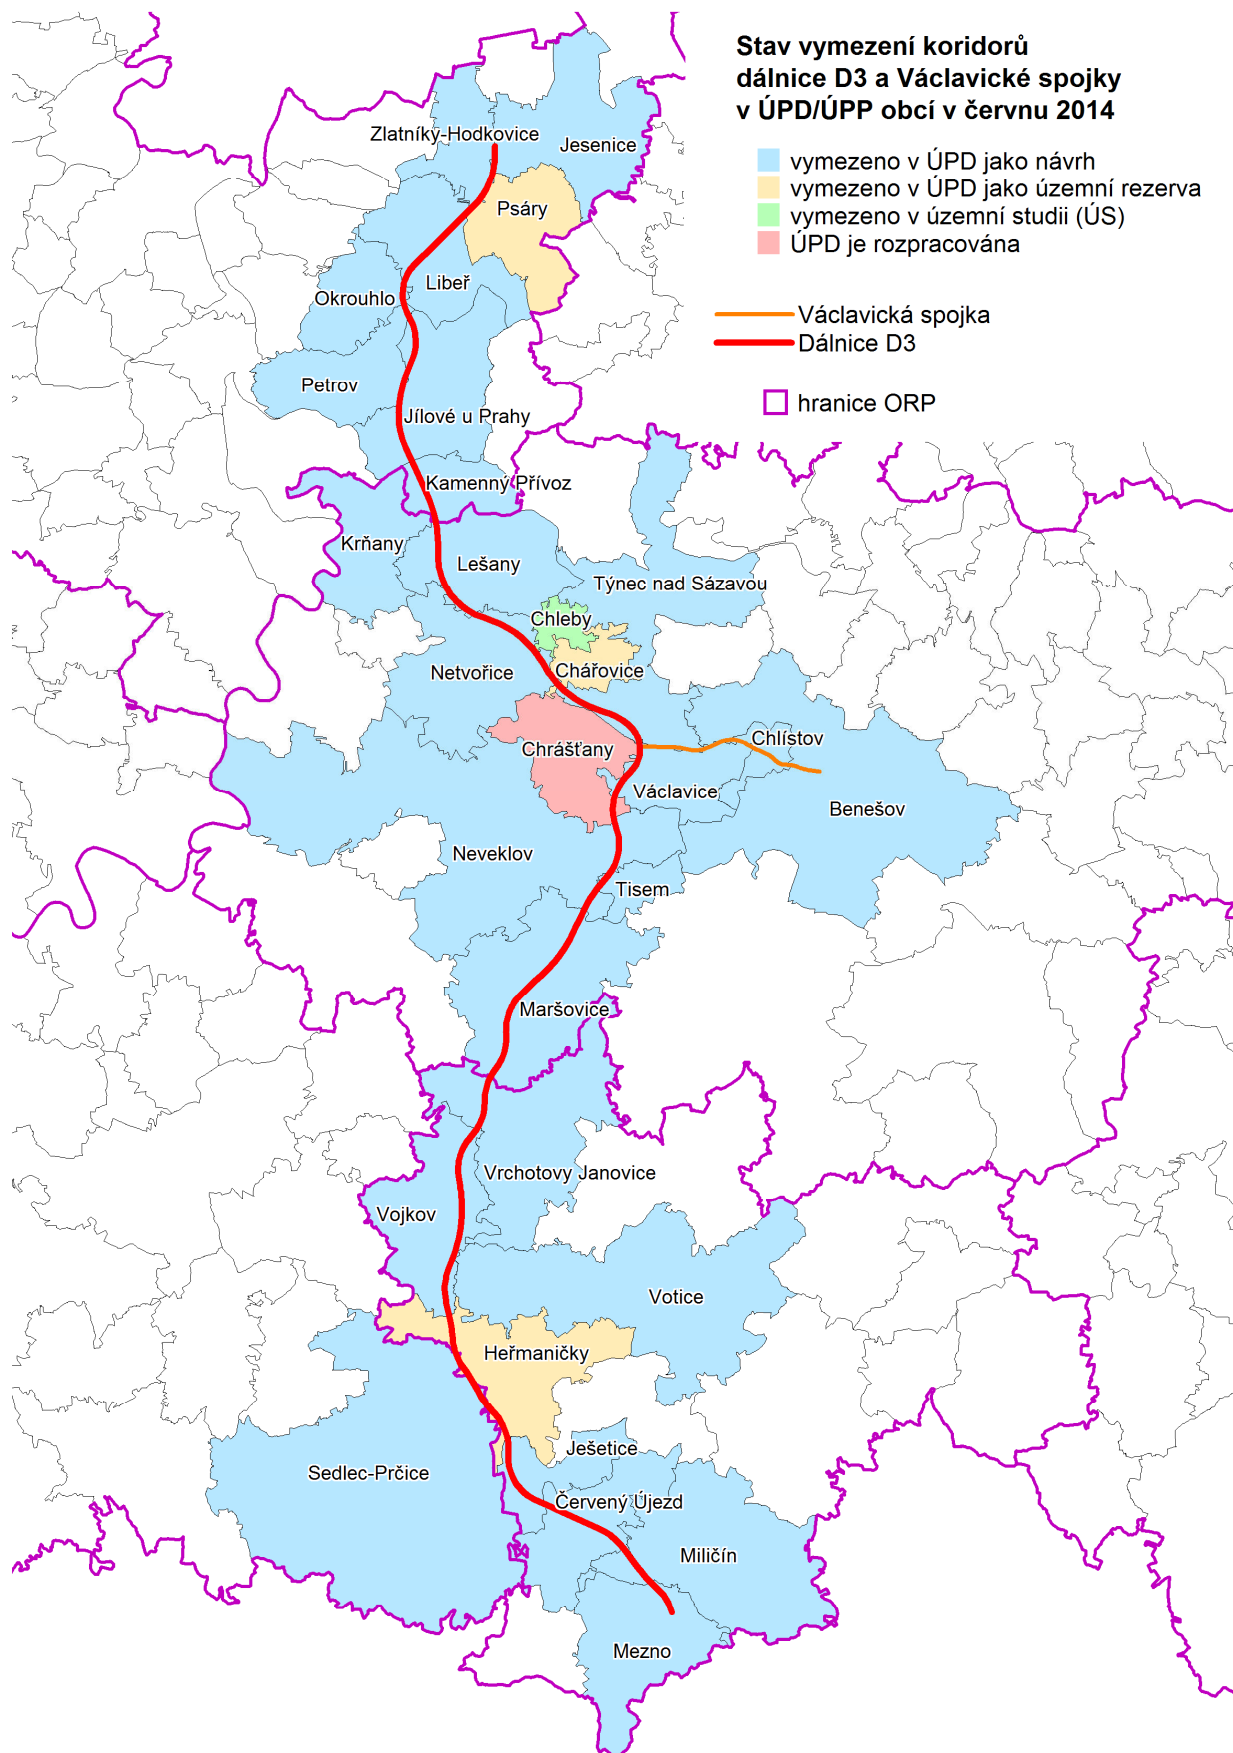 Stav vymezení koridorů
dálnice D3 a Václavické spojky
v ÚPD/ÚPP obcí v červnu 2014
vymezeno v ÚPD jako návrh
vymezeno v ÚPD jako územní rezerva
vymezeno v územní studii (ÚS)
ÚPD je rozpracována
Václavická spojka
Dálnice D3
hranice ORP
Zlatníky-Hodkovice
Jesenice
Psáry
Libeř
Okrouhlo
Petrov
Jílové u Prahy
Kamenný Přívoz
Krňany
Lešany
Týnec nad Sázavou
Chleby
Netvořice
Chářovice
Chrášťany
Chlístov
Václavice
Benešov
Neveklov
Tisem
Maršovice
Vrchotovy Janovice
Vojkov
Votice
Heřmaničky
Ješetice
Sedlec-Prčice
Červený Újezd
Miličín
Mezno